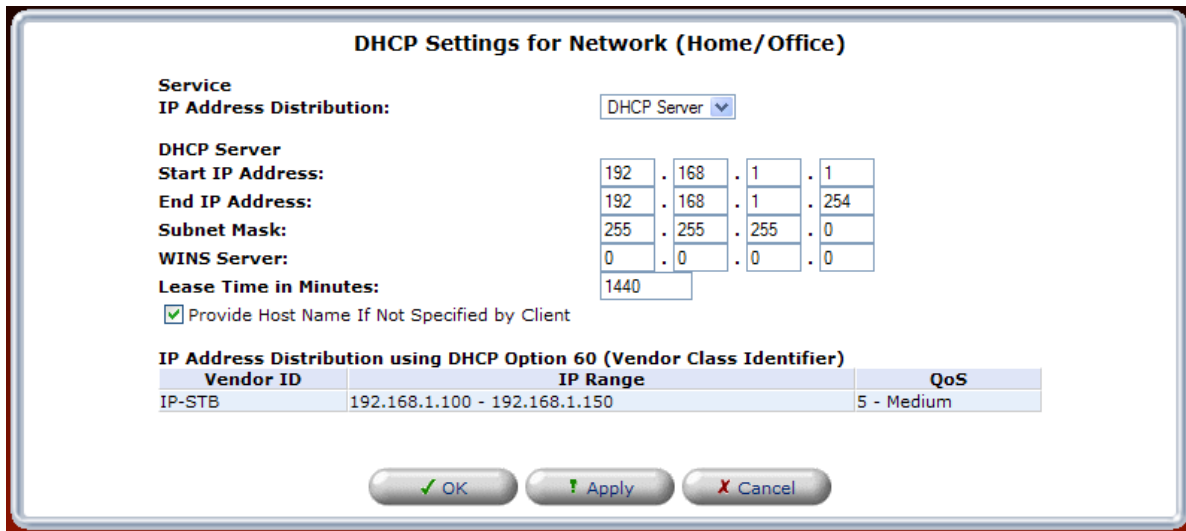 DHCP Settings for Network (Home/Office)
Service
IP Address Distribution: DHCP Server
DHCP Server
Start IP Address: 192 . 168 . 1 . 1
End IP Address: 192 . 168 . 1 . 254
Subnet Mask: 255 . 255 . 255 . 0
WINS Server: 0 . 0 . 0 . 0
Lease Time in Minutes: 1440
Provide Host Name If Not Specified by Client
IP Address Distribution using DHCP Option 60 (Vendor Class Identifier)
Vendor ID IP Range QoS
IP-STB 192.168.1.100 - 192.168.1.150 5 - Medium
OK Apply Cancel